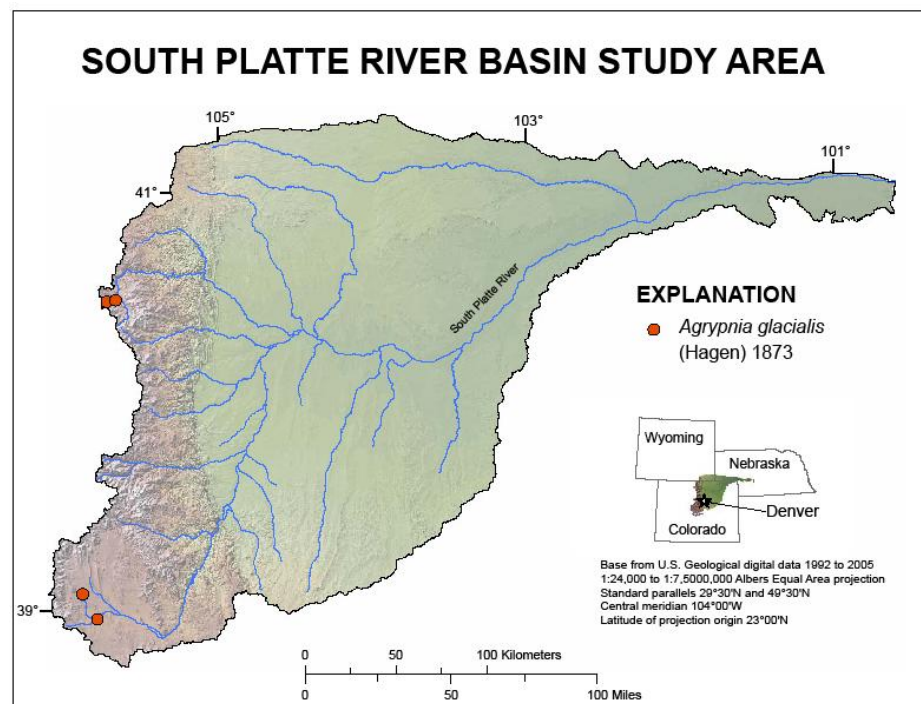 SOUTH PLATTE RIVER BASIN STUDY AREA
105°
103°
101°
41°
South Platte River
EXPLANATION
Agrypnia glacialis
(Hagen) 1873
Wyoming
Nebraska
Denver
Colorado
Base from U.S. Geological digital data 1992 to 2005
1:24,000 to 1:7,5000,000 Albers Equal Area projection
Standard parallels 29°30'N and 49°30'N
Central meridian 104°00'W
Latitude of projection origin 23°00'N
39°
0 50 100 Kilometers
0 50 100 Miles